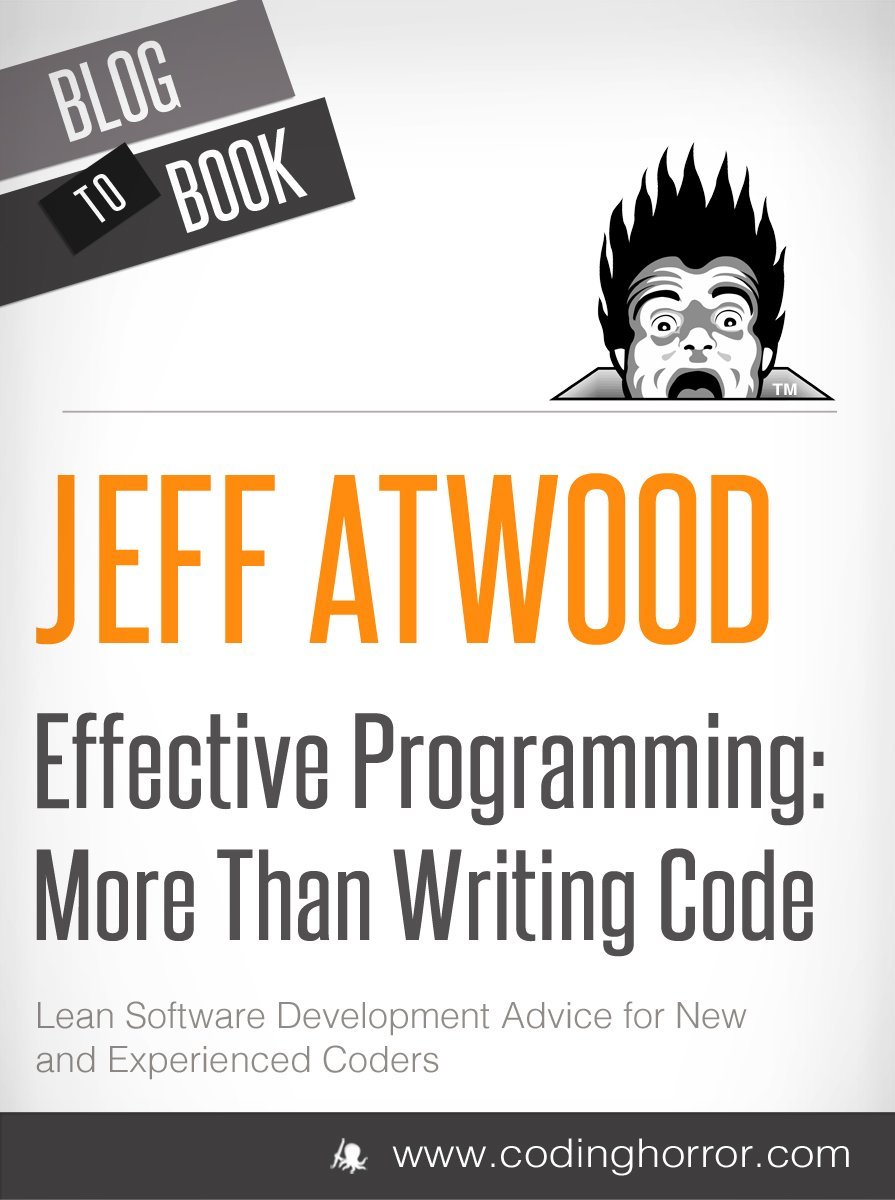 BLOG
TO
BOOK
TM
JEFF ATWOOD
Effective Programming:
More Than Writing Code
Lean Software Development Advice for New
and Experienced Coders
www.codinghorror.com